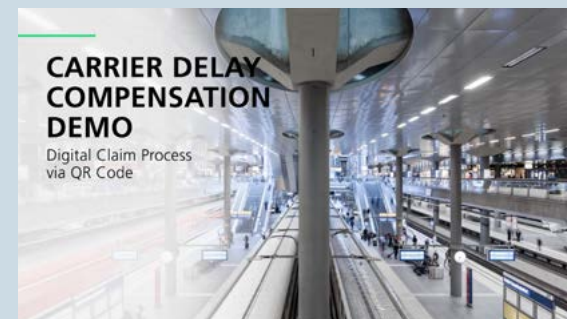 CARRIER DELAY
COMPENSATION
DEMO
Digital Claim Process
via QR Code